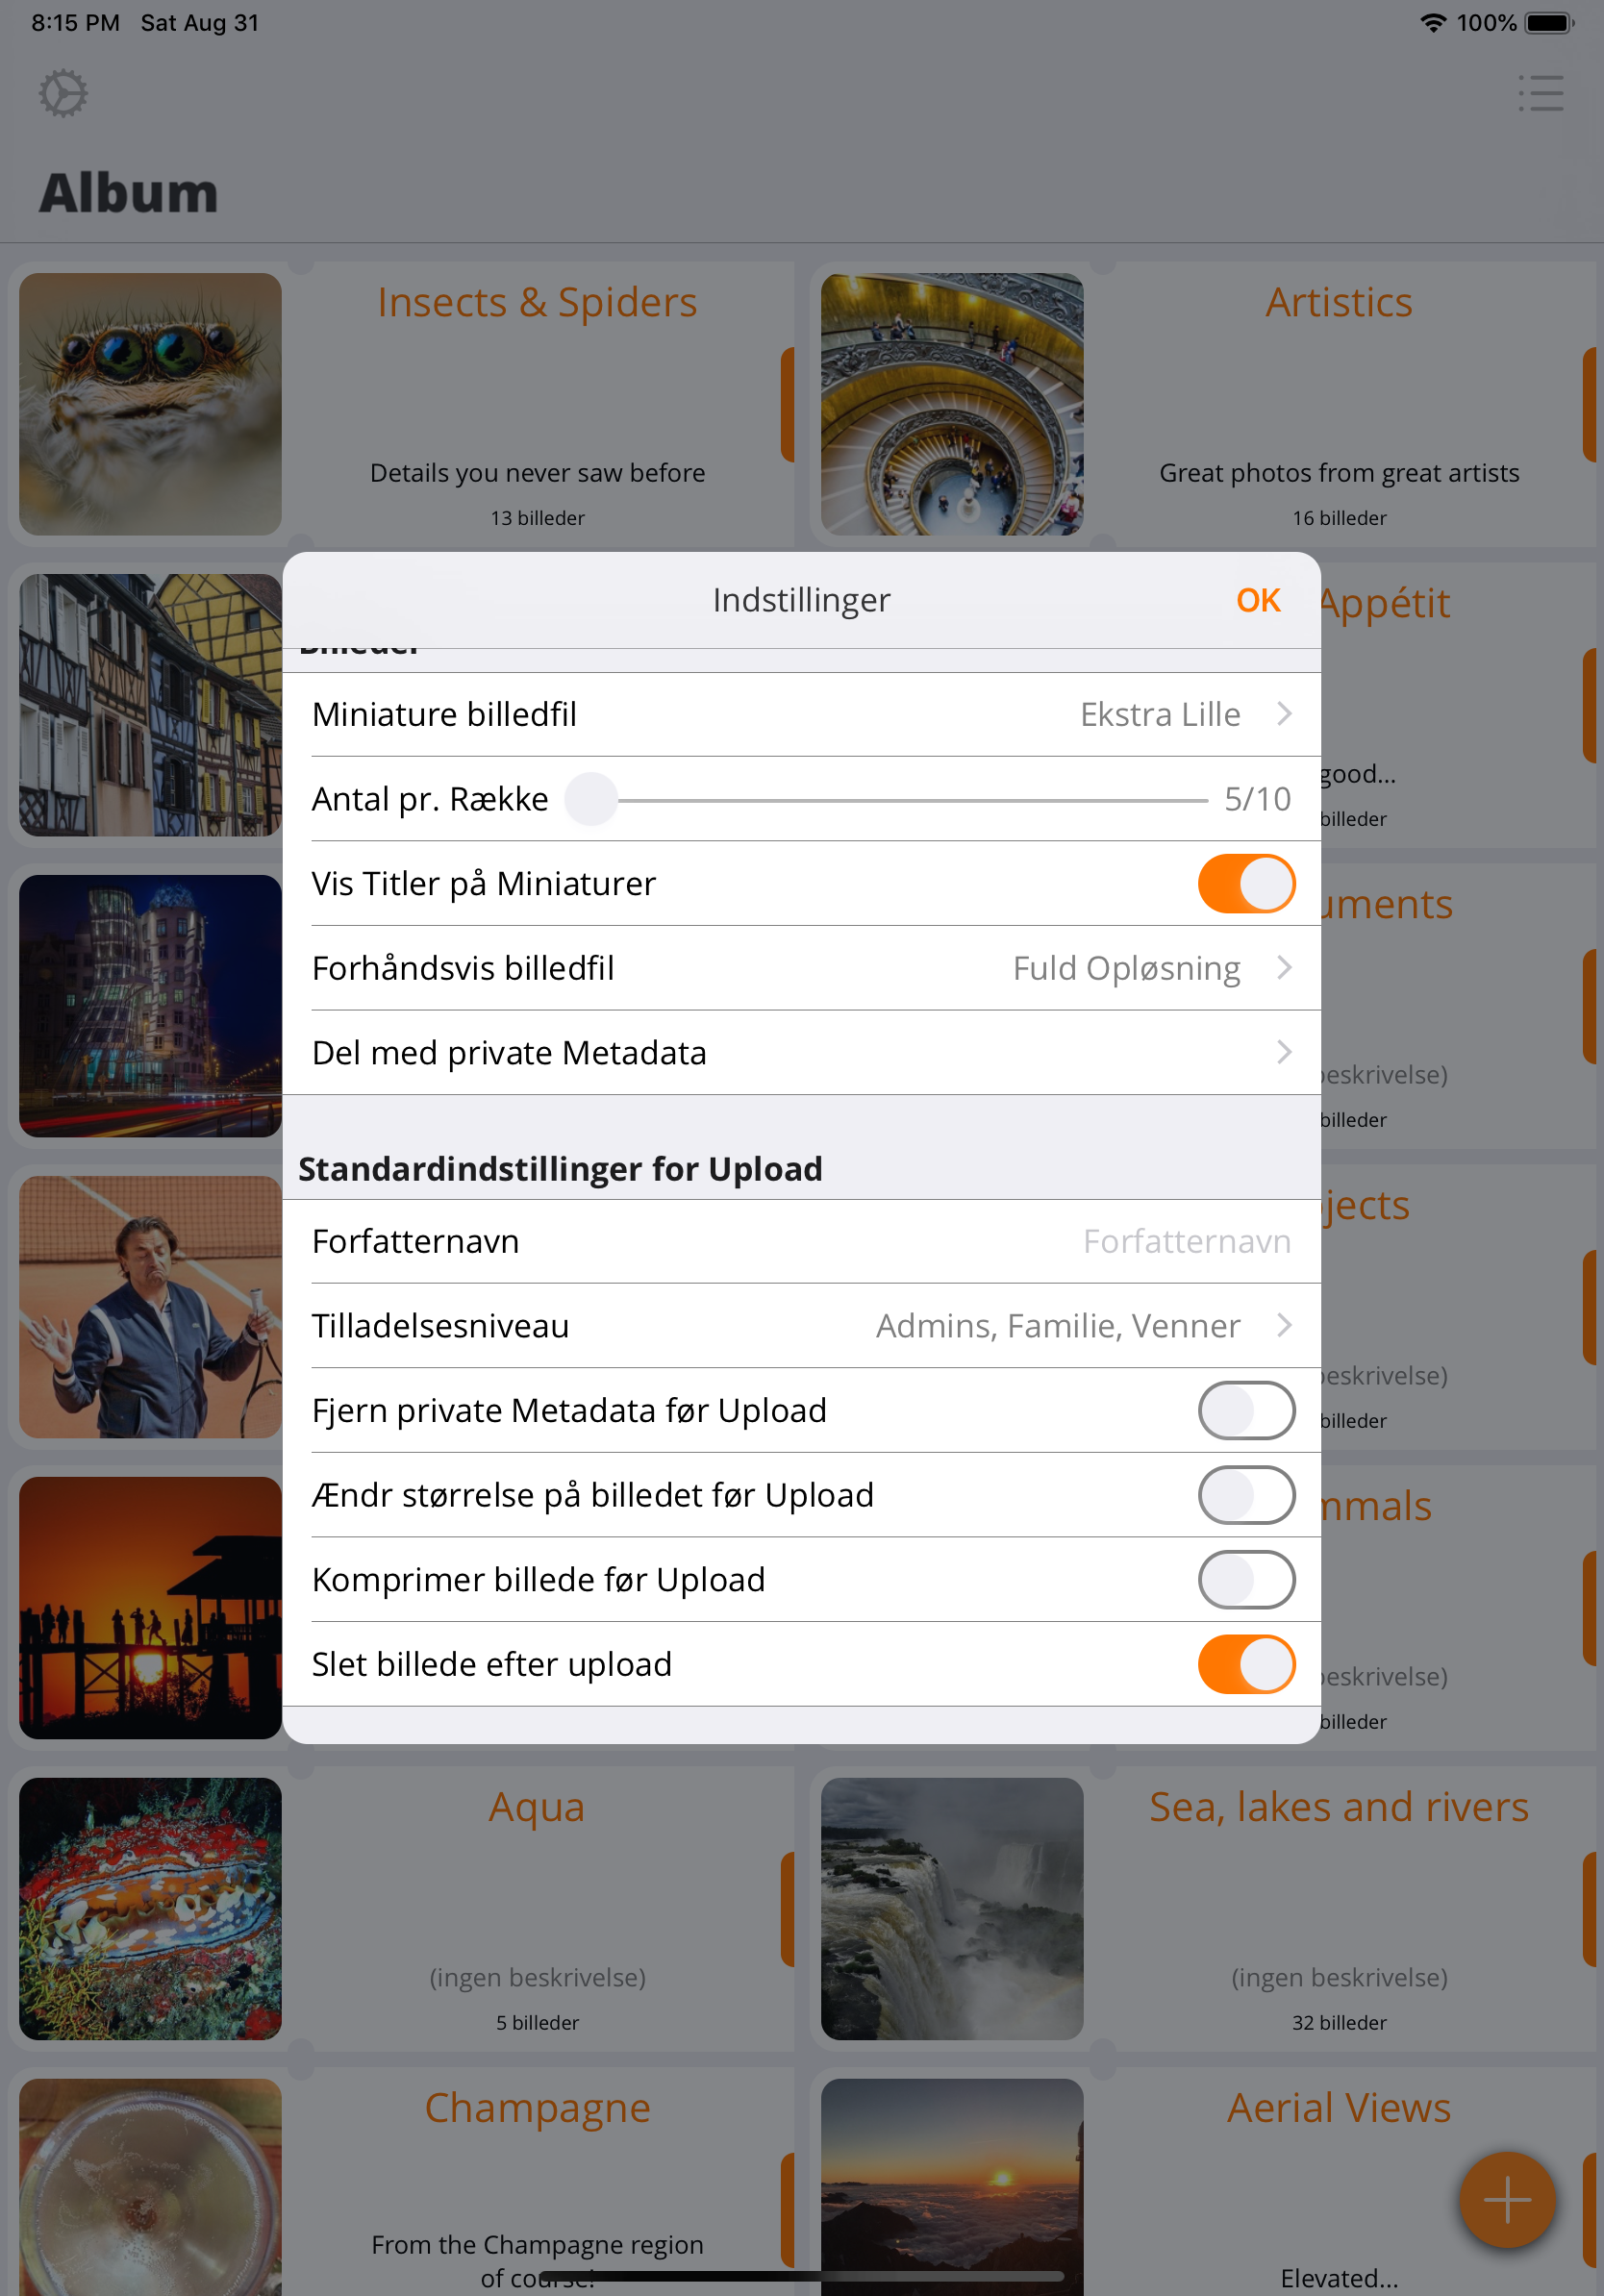 8:15 PM Sat Aug 31
100%
Album
Insects & Spiders
Details you never saw before
13 billeder
Artistics
Great photos from great artists
16 billeder
Appétit
good...
billeder
Indstillinger
OK
Billeder
Miniature billedfil
Ekstra Lille
Antal pr. Række
5/10
Vis Titler på Miniaturer
Forhåndsvis billedfil
Fuld Opløsning
Del med private Metadata
Standardindstillinger for Upload
Forfatternavn
Forfatternavn
Tilladelsesniveau
Admins, Familie, Venner
Fjern private Metadata før Upload
Ændr størrelse på billedet før Upload
Komprimer billede før Upload
Slet billede efter upload
uments
beskrivelse)
billeder
jects
beskrivelse)
billeder
mmals
beskrivelse)
billeder
Aqua
(ingen beskrivelse)
5 billeder
Sea, lakes and rivers
(ingen beskrivelse)
32 billeder
Champagne
From the Champagne region
of course!
Aerial Views
Elevated...